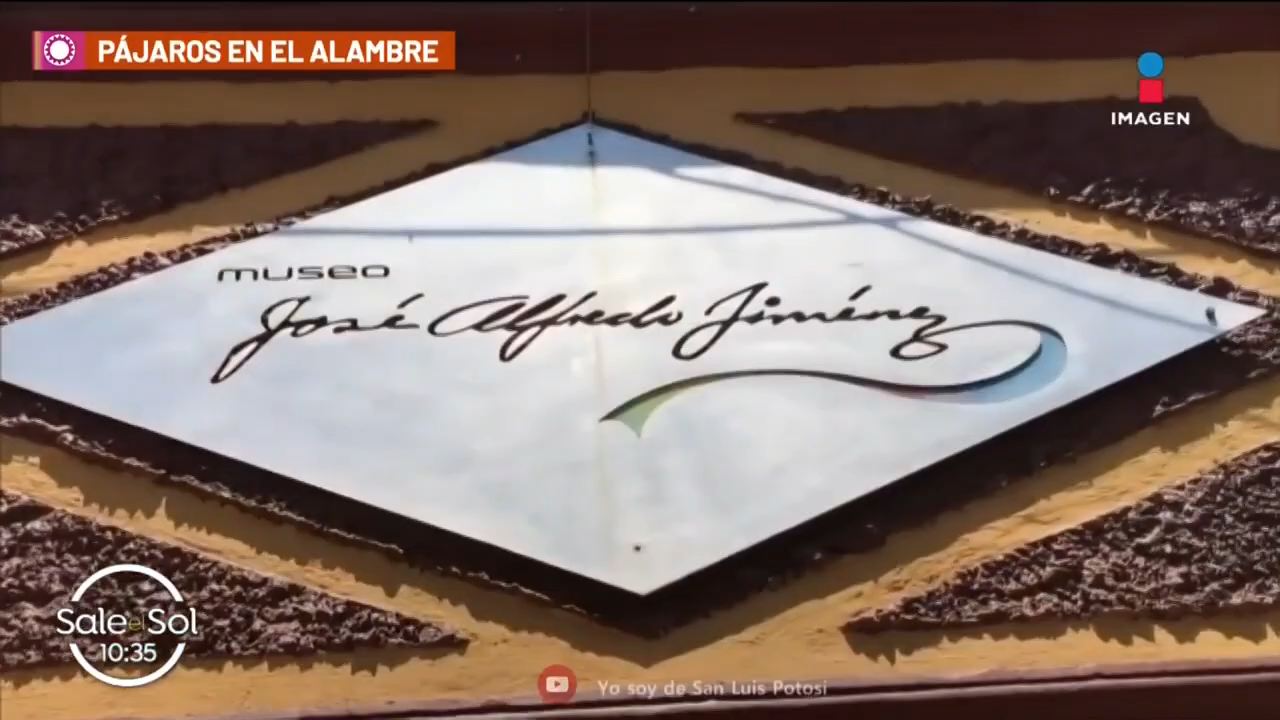 PÁJAROS EN EL ALAMBRE
IMAGEN
museo
José Alfredo Jiménez
Sale el Sol
10:35
Yo soy de San Luis Potosi